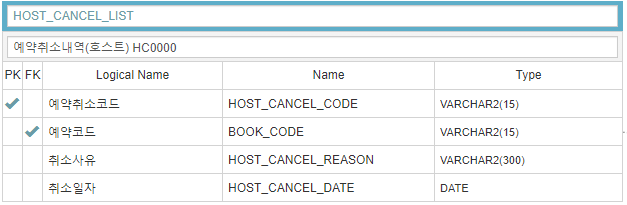 HOST_CANCEL_LIST
예약취소내역(호스트) HC0000
PK FK Logical Name Name Type
예약취소코드 HOST_CANCEL_CODE VARCHAR2(15)
예약코드 BOOK_CODE VARCHAR2(15)
취소사유 HOST_CANCEL_REASON VARCHAR2(300)
취소일자 HOST_CANCEL_DATE DATE